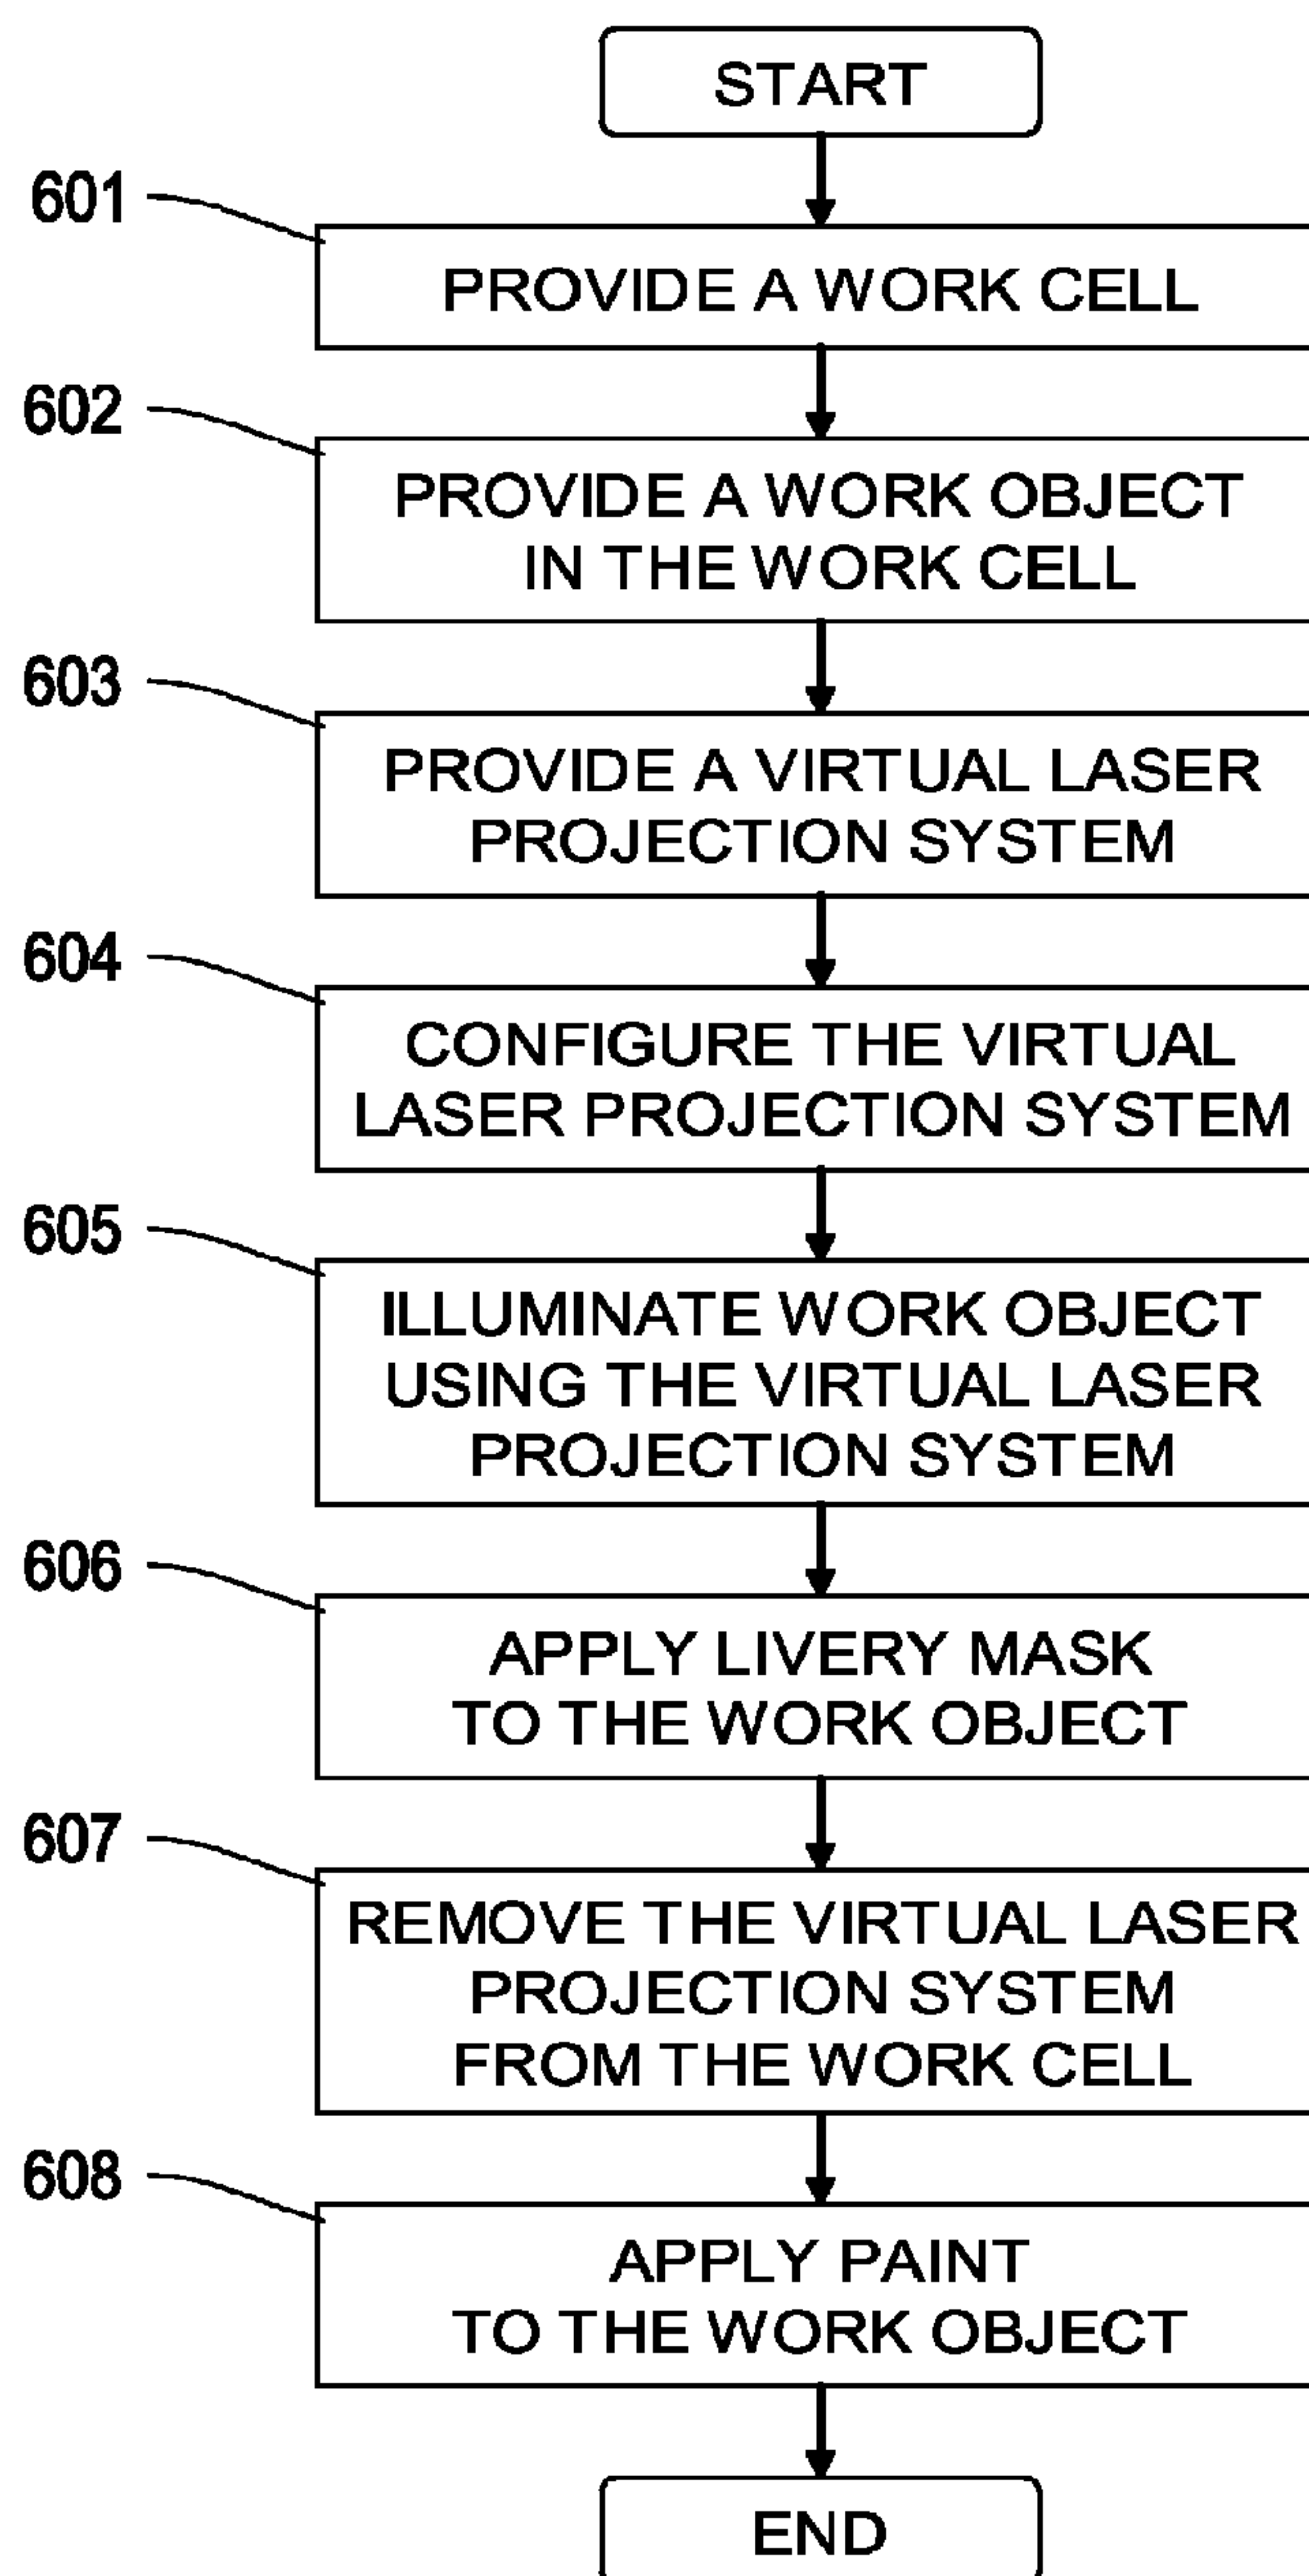 START
601
PROVIDE A WORK CELL
602
PROVIDE A WORK OBJECT
IN THE WORK CELL
603
PROVIDE A VIRTUAL LASER
PROJECTION SYSTEM
604
CONFIGURE THE VIRTUAL
LASER PROJECTION SYSTEM
605
ILLUMINATE WORK OBJECT
USING THE VIRTUAL LASER
PROJECTION SYSTEM
606
APPLY LIVERY MASK
TO THE WORK OBJECT
607
REMOVE THE VIRTUAL LASER
PROJECTION SYSTEM
FROM THE WORK CELL
608
APPLY PAINT
TO THE WORK OBJECT
END